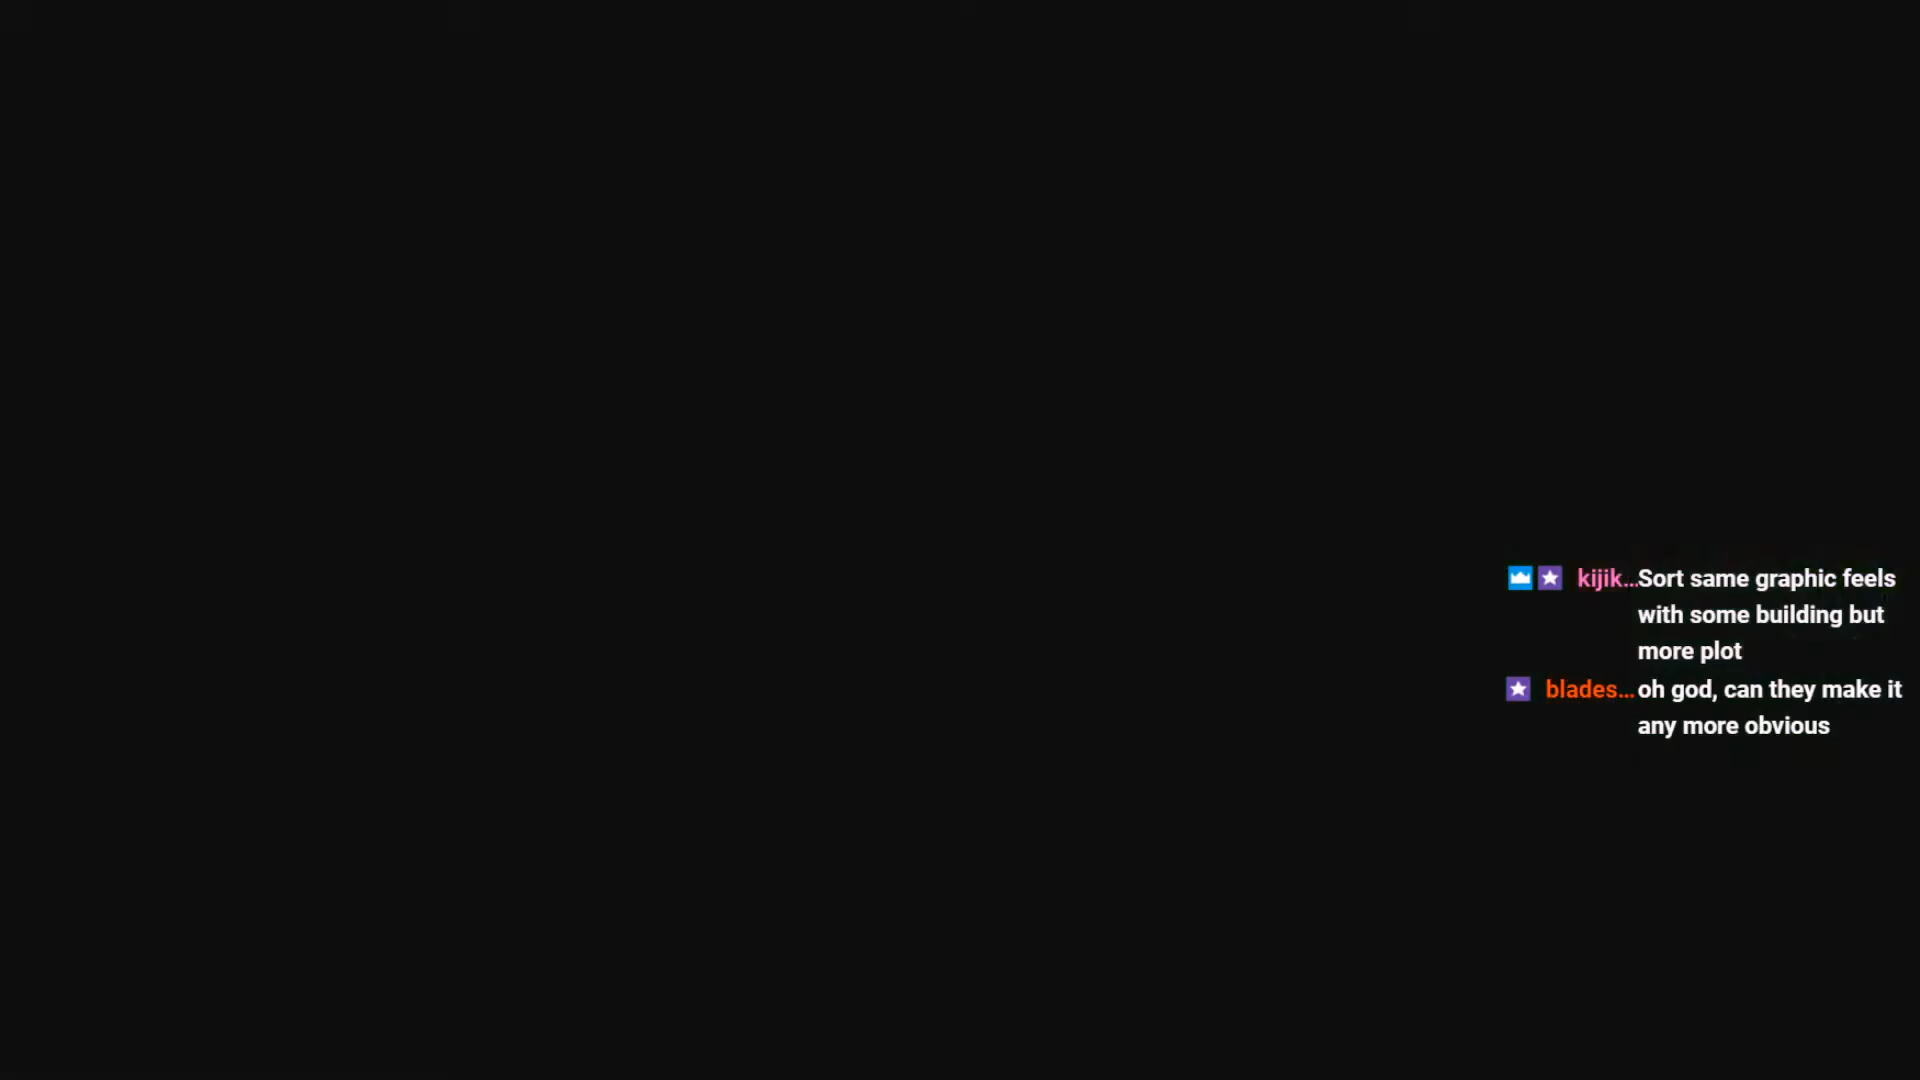 kijik...Sort same graphic feels
with some building but
more plot
blades...oh god, can they make it
any more obvious